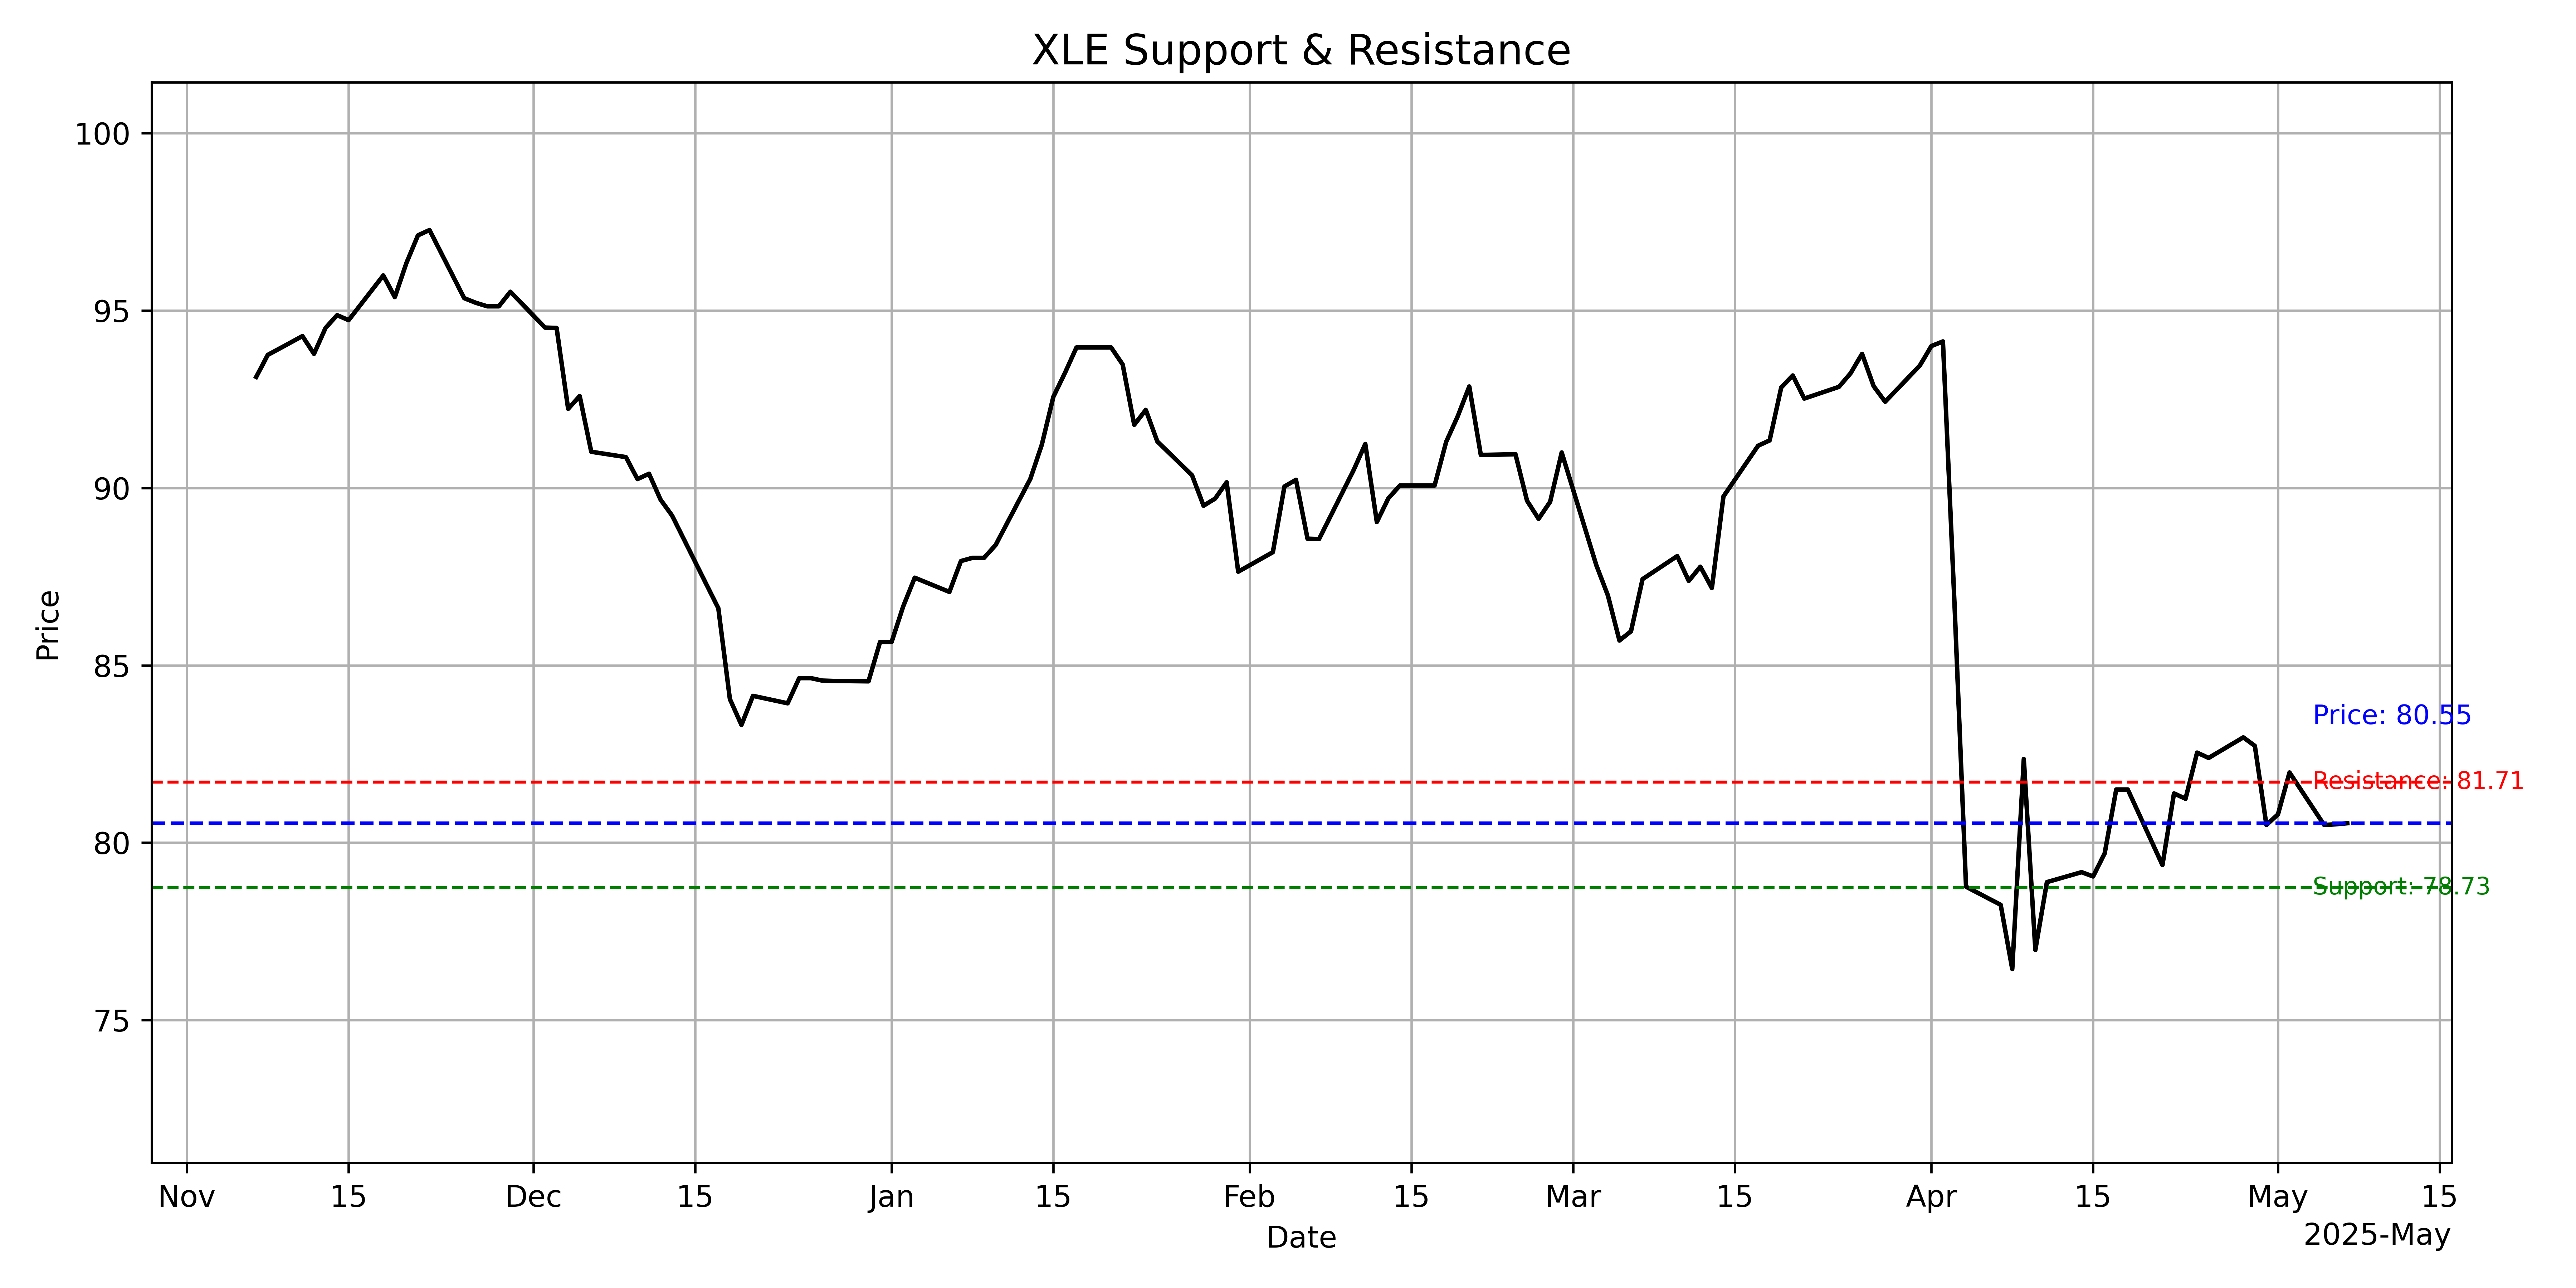 XLE Support & Resistance
100
95
90
85
80
75
Price
Price: 80.55
Resistance: 81.71
Support: 78.73
Nov 15 Dec 15 Jan 15 Feb 15 Mar 15 Apr 15 May 15
Date
2025-May